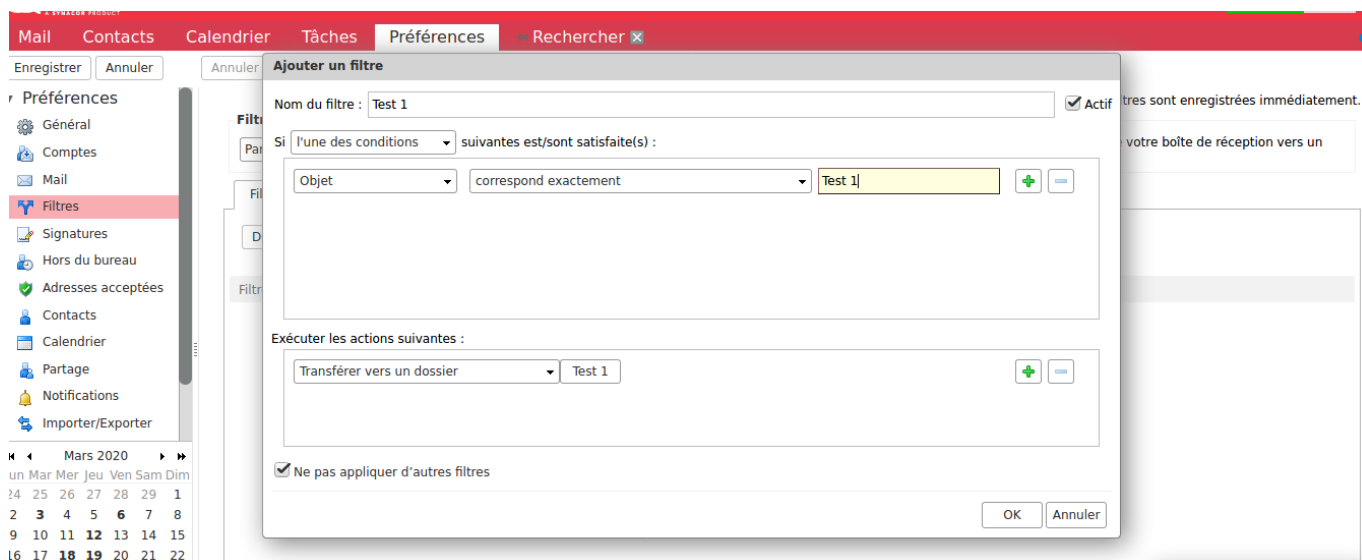 A SYNACOR PRODUCT
Mail Contacts Calendrier Tâches Préférences Rechercher
Enregistrer Annuler Annuler
Ajouter un filtre
Préférences
Général
Comptes
Mail
Filtres
Signatures
Hors du bureau
Adresses acceptées
Contacts
Calendrier
Partage
Notifications
Importer/Exporter
Mars 2020
Mar Mer Jeu Ven Sam Dim
24 25 26 27 28 29 1
2 3 4 5 6 7 8
9 10 11 12 13 14 15
16 17 18 19 20 21 22
Nom du filtre : Test 1 Actif
Si l'une des conditions suivantes est/sont satisfaite(s) :
Objet correspond exactement Test 1
Exécuter les actions suivantes :
Transférer vers un dossier Test 1
Ne pas appliquer d'autres filtres
OK Annuler
tres sont enregistrées immédiatement.
votre boîte de réception vers un
Filtr